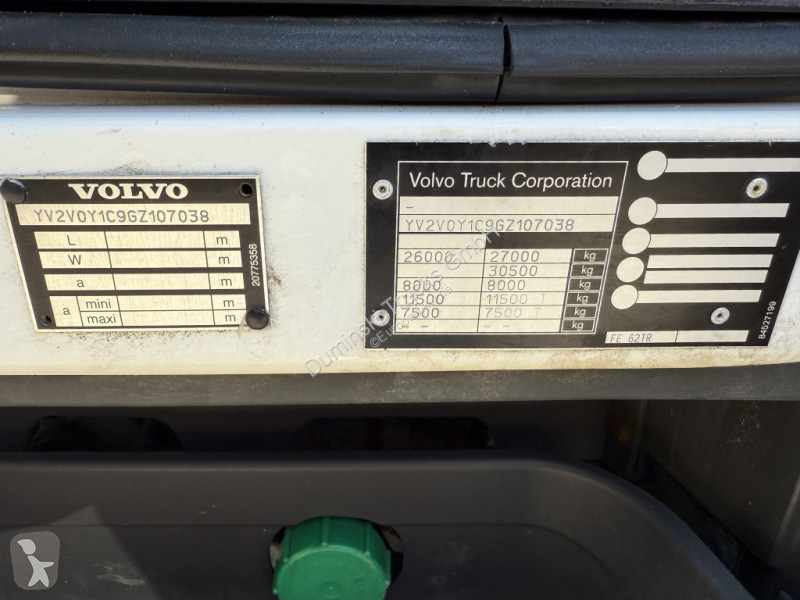 VOLVO
YV2V0Y1C9GZ107038
L m
W m
a m
a mini m
maxi m
20775358
Volvo Truck Corporation
–
YV2V0Y1C9GZ107038
26000 27000 kg
30500 kg
8000 8000 kg
11500 11500 T kg
7500 7500 T kg
– – kg
FE 62TR
84527199